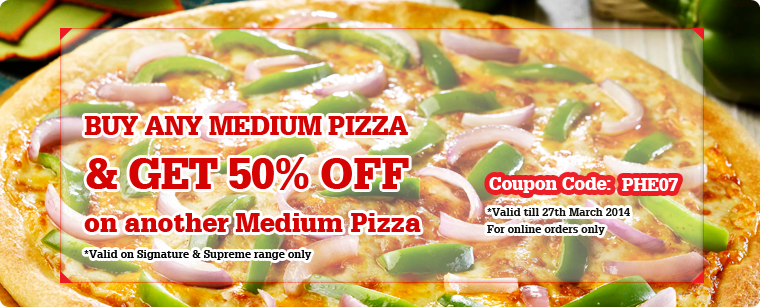 BUY ANY MEDIUM PIZZA
& GET 50% OFF
on another Medium Pizza
*Valid on Signature & Supreme range only
Coupon Code: PHE07
*Valid till 27th March 2014
For online orders only